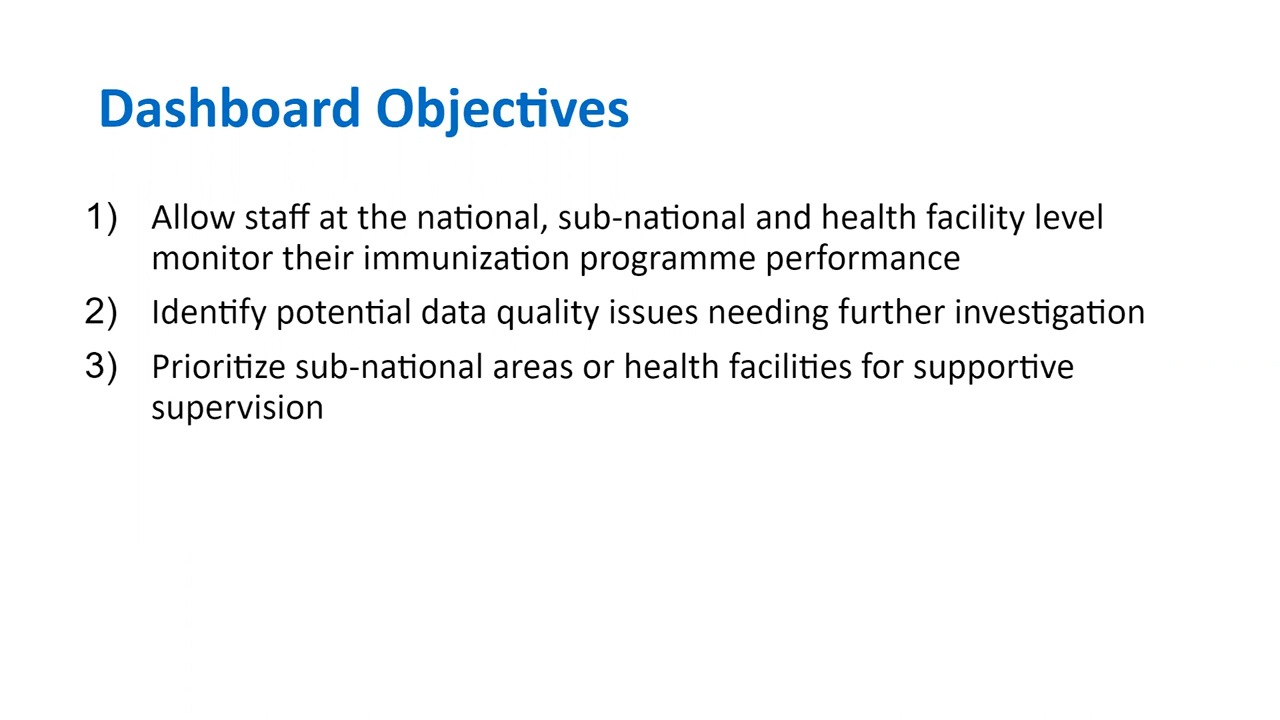 Dashboard Objectives
1) Allow staff at the national, sub-national and health facility level
monitor their immunization programme performance
2) Identify potential data quality issues needing further investigation
3) Prioritize sub-national areas or health facilities for supportive
supervision